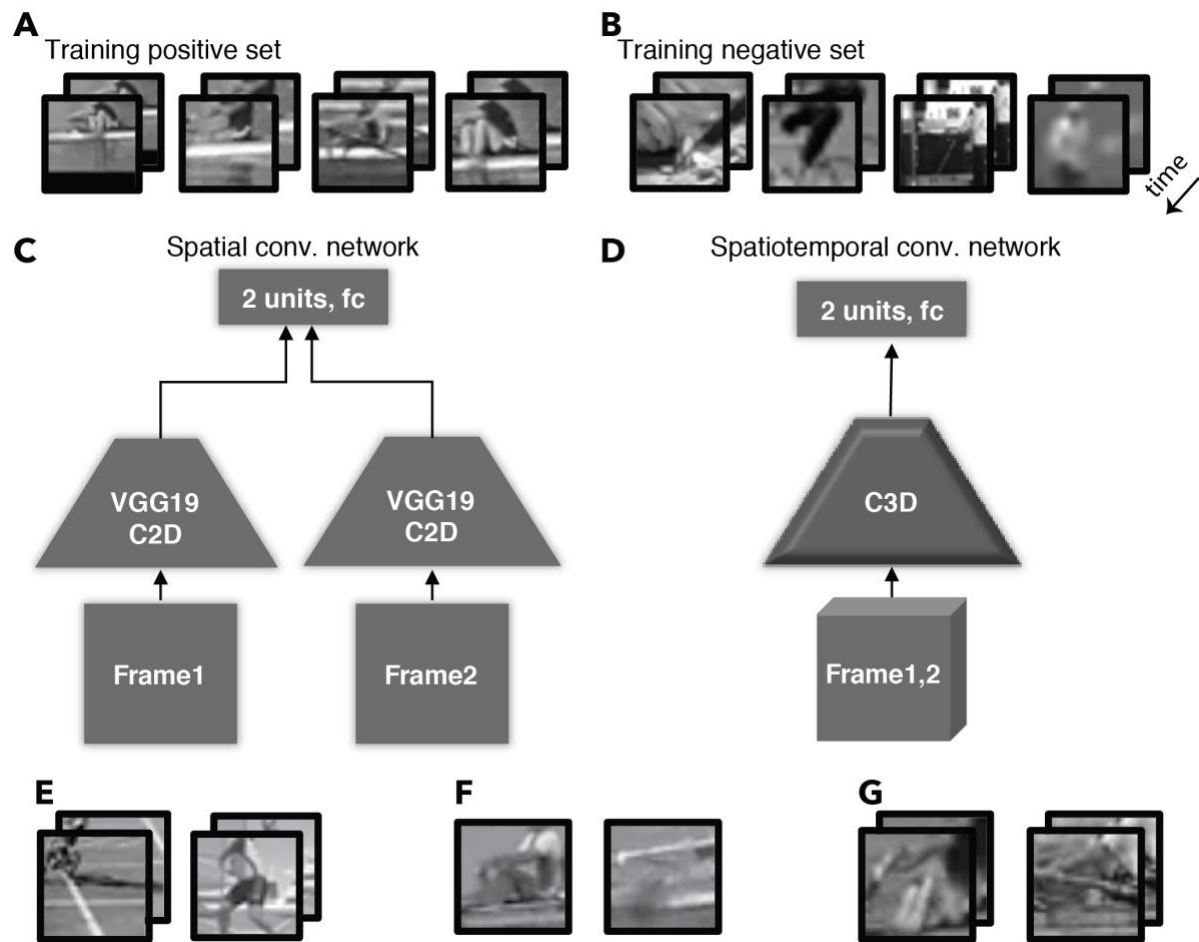 A
Training positive set
B
Training negative set
time
C
Spatial conv. network
D
Spatiotemporal conv. network
2 units, fc
2 units, fc
VGG19
C2D
VGG19
C2D
C3D
Frame1
Frame2
Frame1,2
E
F
G